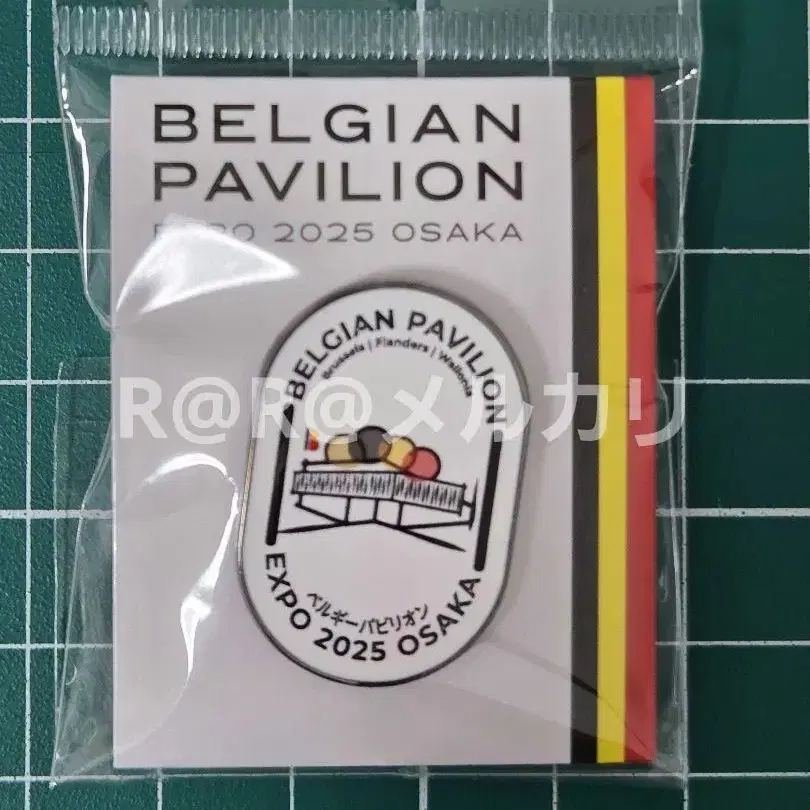 BELGIAN
PAVILION
EXPO 2025 OSAKA
BELGIAN PAVILION
Brussels | Flanders | Wallonia
R@R@メルカリ
ベルギーパビリオン
EXPO 2025 OSAKA